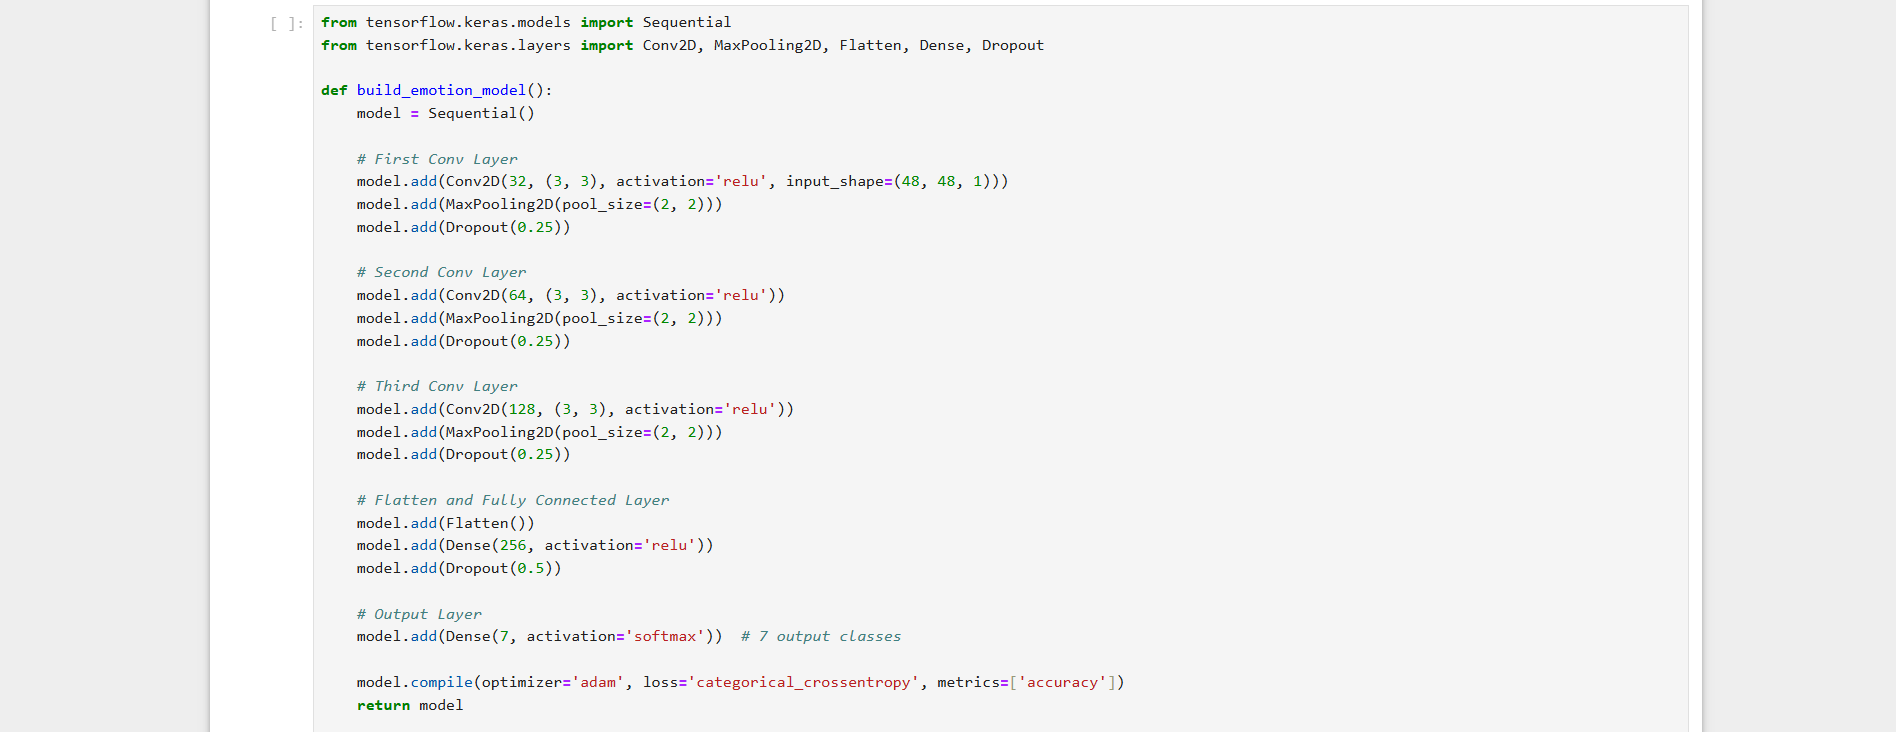 [ ]:
from tensorflow.keras.models import Sequential
from tensorflow.keras.layers import Conv2D, MaxPooling2D, Flatten, Dense, Dropout

def build_emotion_model():
    model = Sequential()

    # First Conv Layer
    model.add(Conv2D(32, (3, 3), activation='relu', input_shape=(48, 48, 1)))
    model.add(MaxPooling2D(pool_size=(2, 2)))
    model.add(Dropout(0.25))

    # Second Conv Layer
    model.add(Conv2D(64, (3, 3), activation='relu'))
    model.add(MaxPooling2D(pool_size=(2, 2)))
    model.add(Dropout(0.25))

    # Third Conv Layer
    model.add(Conv2D(128, (3, 3), activation='relu'))
    model.add(MaxPooling2D(pool_size=(2, 2)))
    model.add(Dropout(0.25))

    # Flatten and Fully Connected Layer
    model.add(Flatten())
    model.add(Dense(256, activation='relu'))
    model.add(Dropout(0.5))

    # Output Layer
    model.add(Dense(7, activation='softmax'))  # 7 output classes

    model.compile(optimizer='adam', loss='categorical_crossentropy', metrics=['accuracy'])
    return model